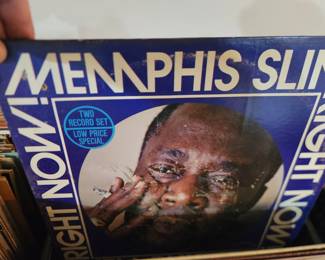 MEMPHIS SLIM
RIGHT NOW!
TWO
RECORD SET
LOW PRICE
SPECIAL
RIGHT NOW